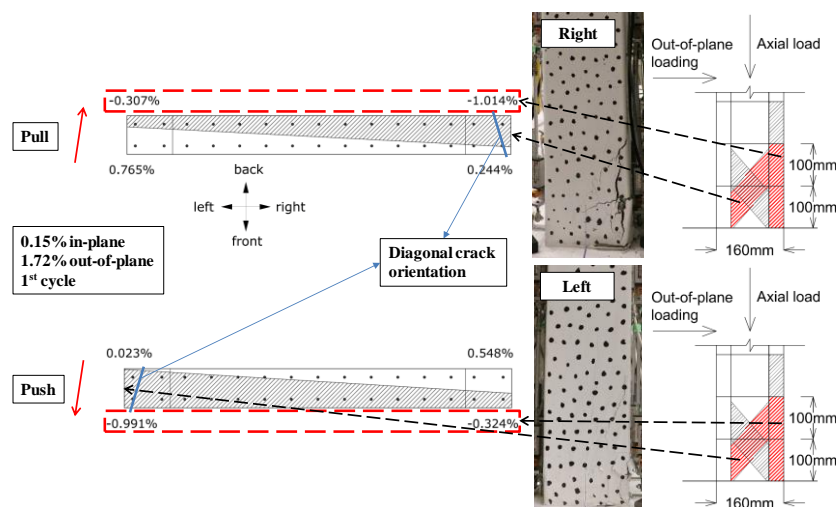 Right
Out-of-plane
loading
Axial load
-0.307%
-1.014%
Pull
0.765%
back
0.244%
left
right
front
100mm
100mm
0.15% in-plane
1.72% out-of-plane
1st cycle
Diagonal crack
orientation
160mm
Left
Out-of-plane
loading
Axial load
0.023%
0.548%
Push
-0.991%
-0.324%
100mm
100mm
160mm